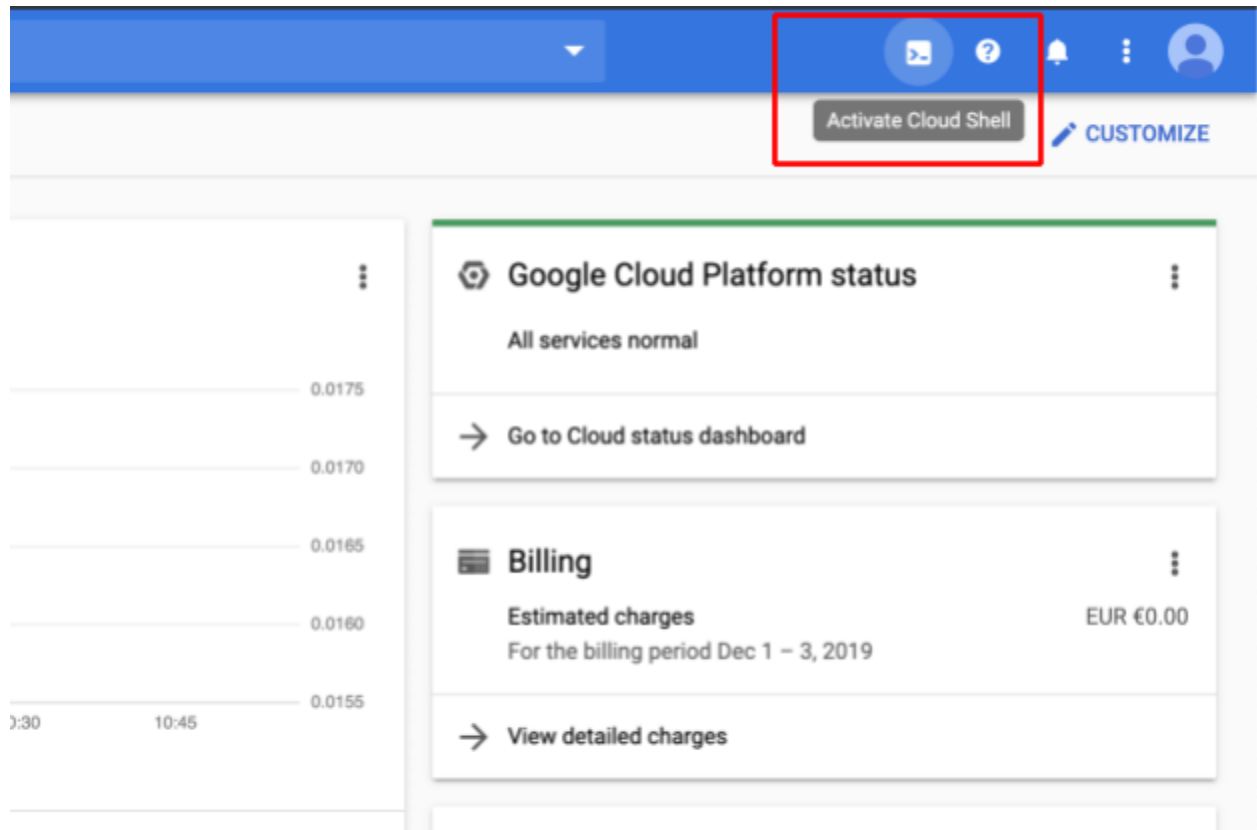 Activate Cloud Shell
CUSTOMIZE
0.0175
0.0170
0.0165
0.0160
0.0155
10:45
Google Cloud Platform status
All services normal
Go to Cloud status dashboard
Billing
Estimated charges EUR €0.00
For the billing period Dec 1 – 3, 2019
View detailed charges